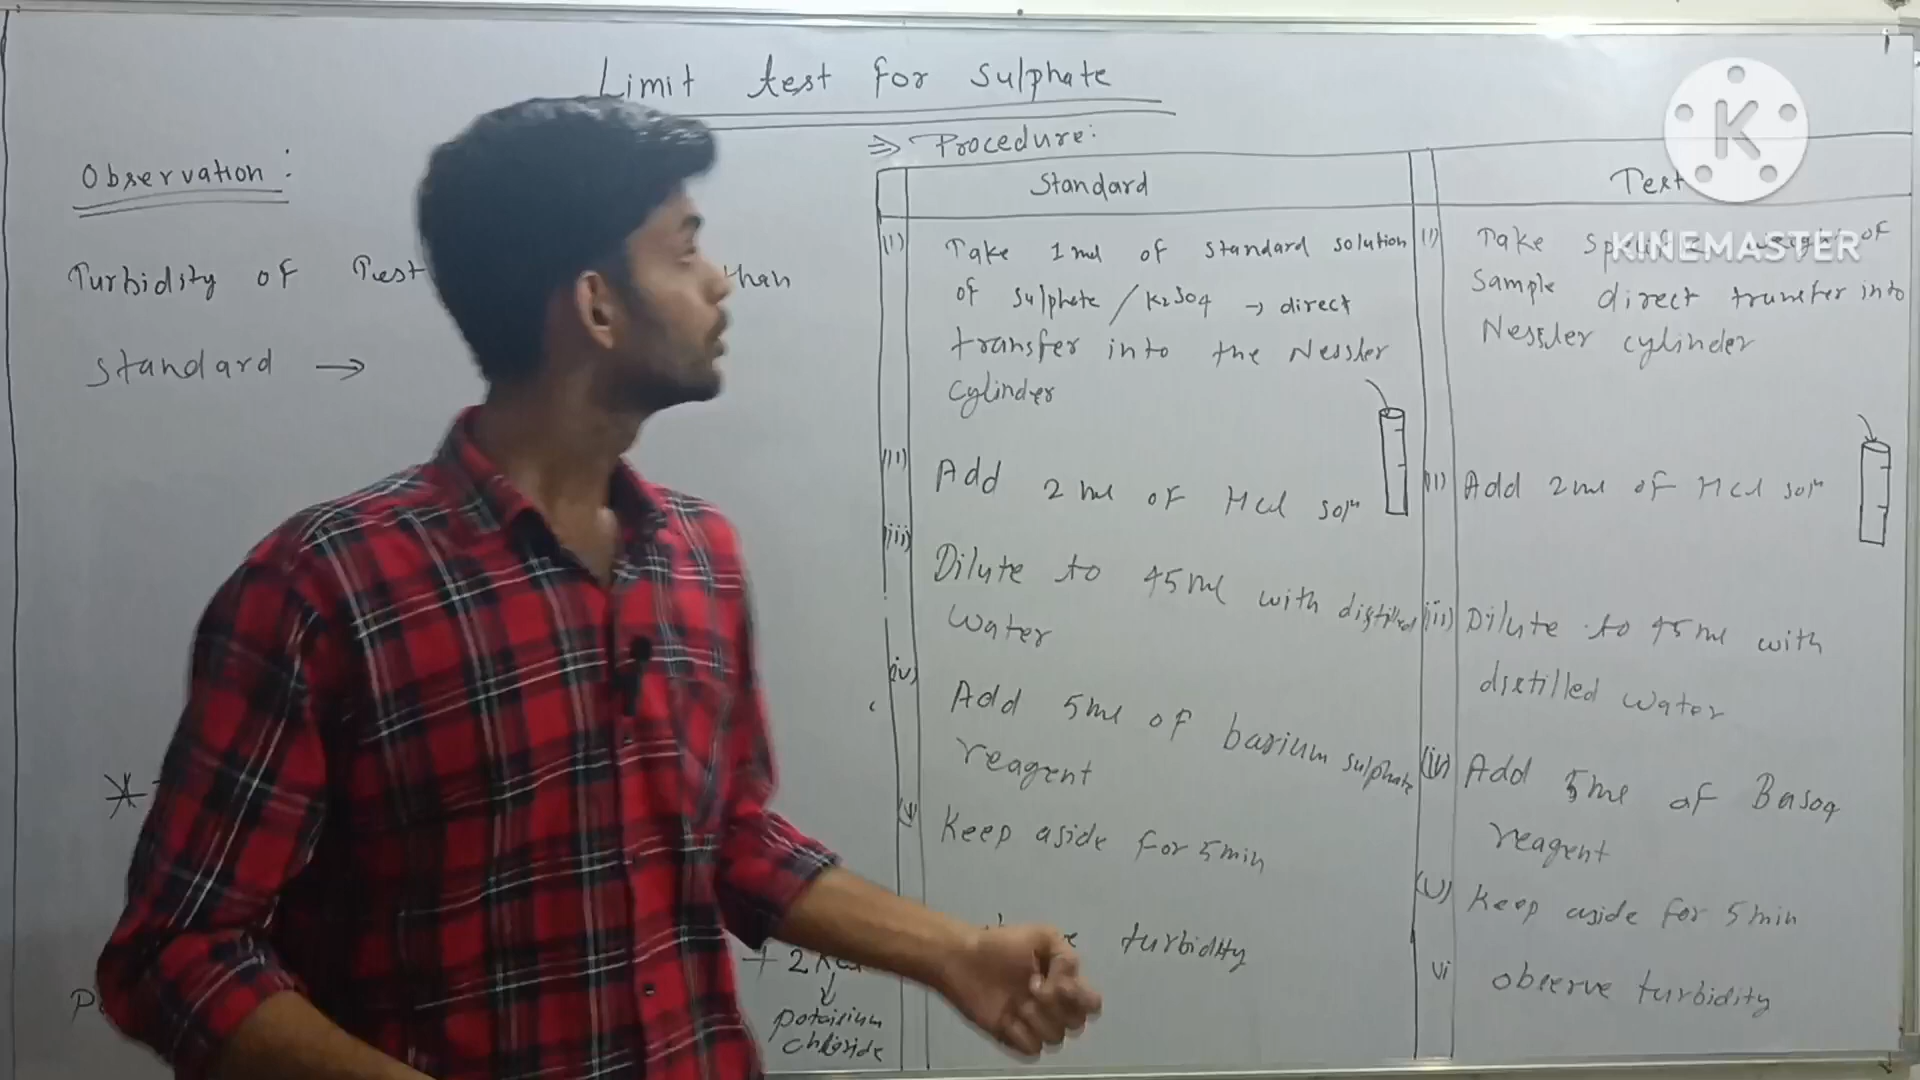 Limit test for sulphate
Observation:
Turbidity of Test than
standard →
⇒ Procedure:
Standard
(i) Take 1 ml of standard solution
of sulphete / K2SO4 → direct
transfer into the Nessler
cylinder
(ii) Add 2 ml of HCl solⁿ
(iii) Dilute to 45 ml with distilled
water
(iv) Add 5 ml of barium sulphate
reagent
(v) Keep aside for 5 min
turbidity
+ 2KCl
↓
potassium
chloride
Test
(i) Take of
sample direct transfer into
Nessler cylinder
(ii) Add 2 ml of HCl solⁿ
(iii) Dilute to 45 ml with
distilled water
(iv) Add 5 ml of BaSO4
reagent
(v) Keep aside for 5 min
vi observe turbidity
K
KINEMASTER